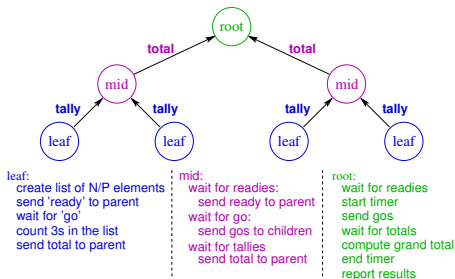 root
total
total
mid
mid
tally
tally
tally
tally
leaf
leaf
leaf
leaf
leaf:
create list of N/P elements
send 'ready' to parent
wait for 'go'
count 3s in the list
send total to parent
mid:
wait for readies:
send ready to parent
wait for go:
send gos to children
wait for tallies
send total to parent
root:
wait for readies
start timer
send gos
wait for totals
compute grand total
end timer
report results